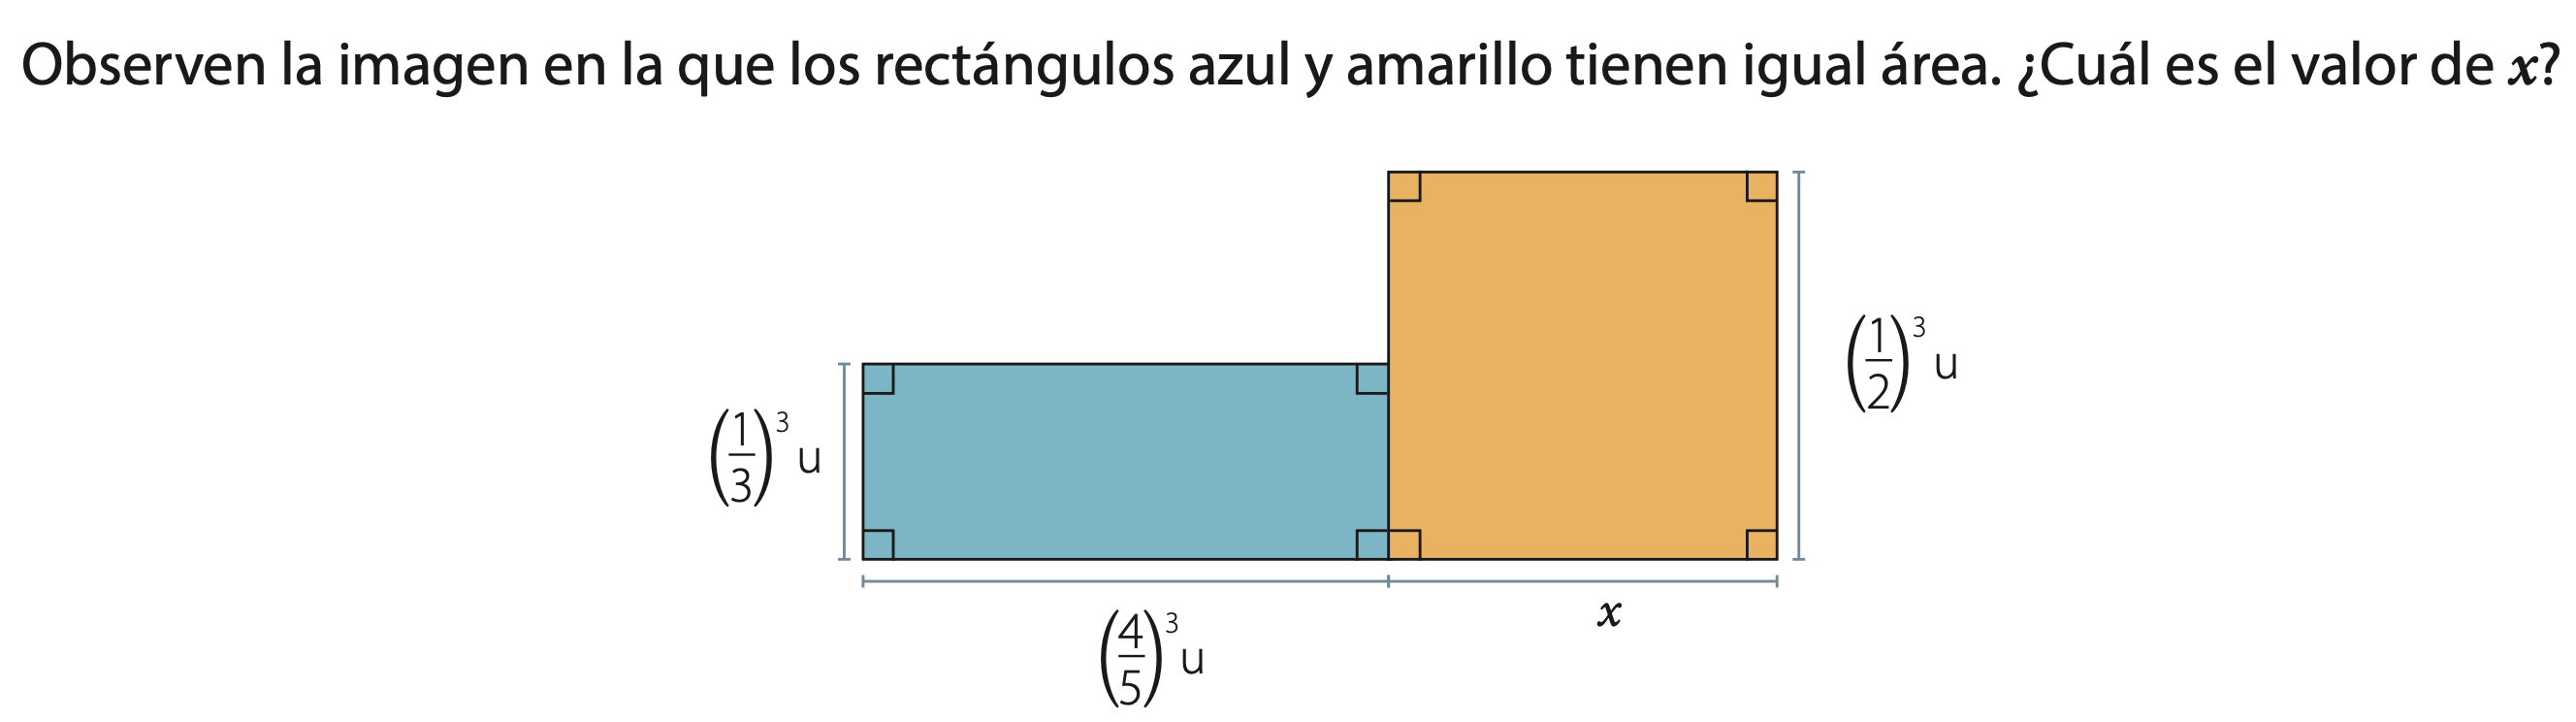 Observen la imagen en la que los rectángulos azul y amarillo tienen igual área. ¿Cuál es el valor de x?
(1/2)³ u
(1/3)³ u
x
(4/5)³ u